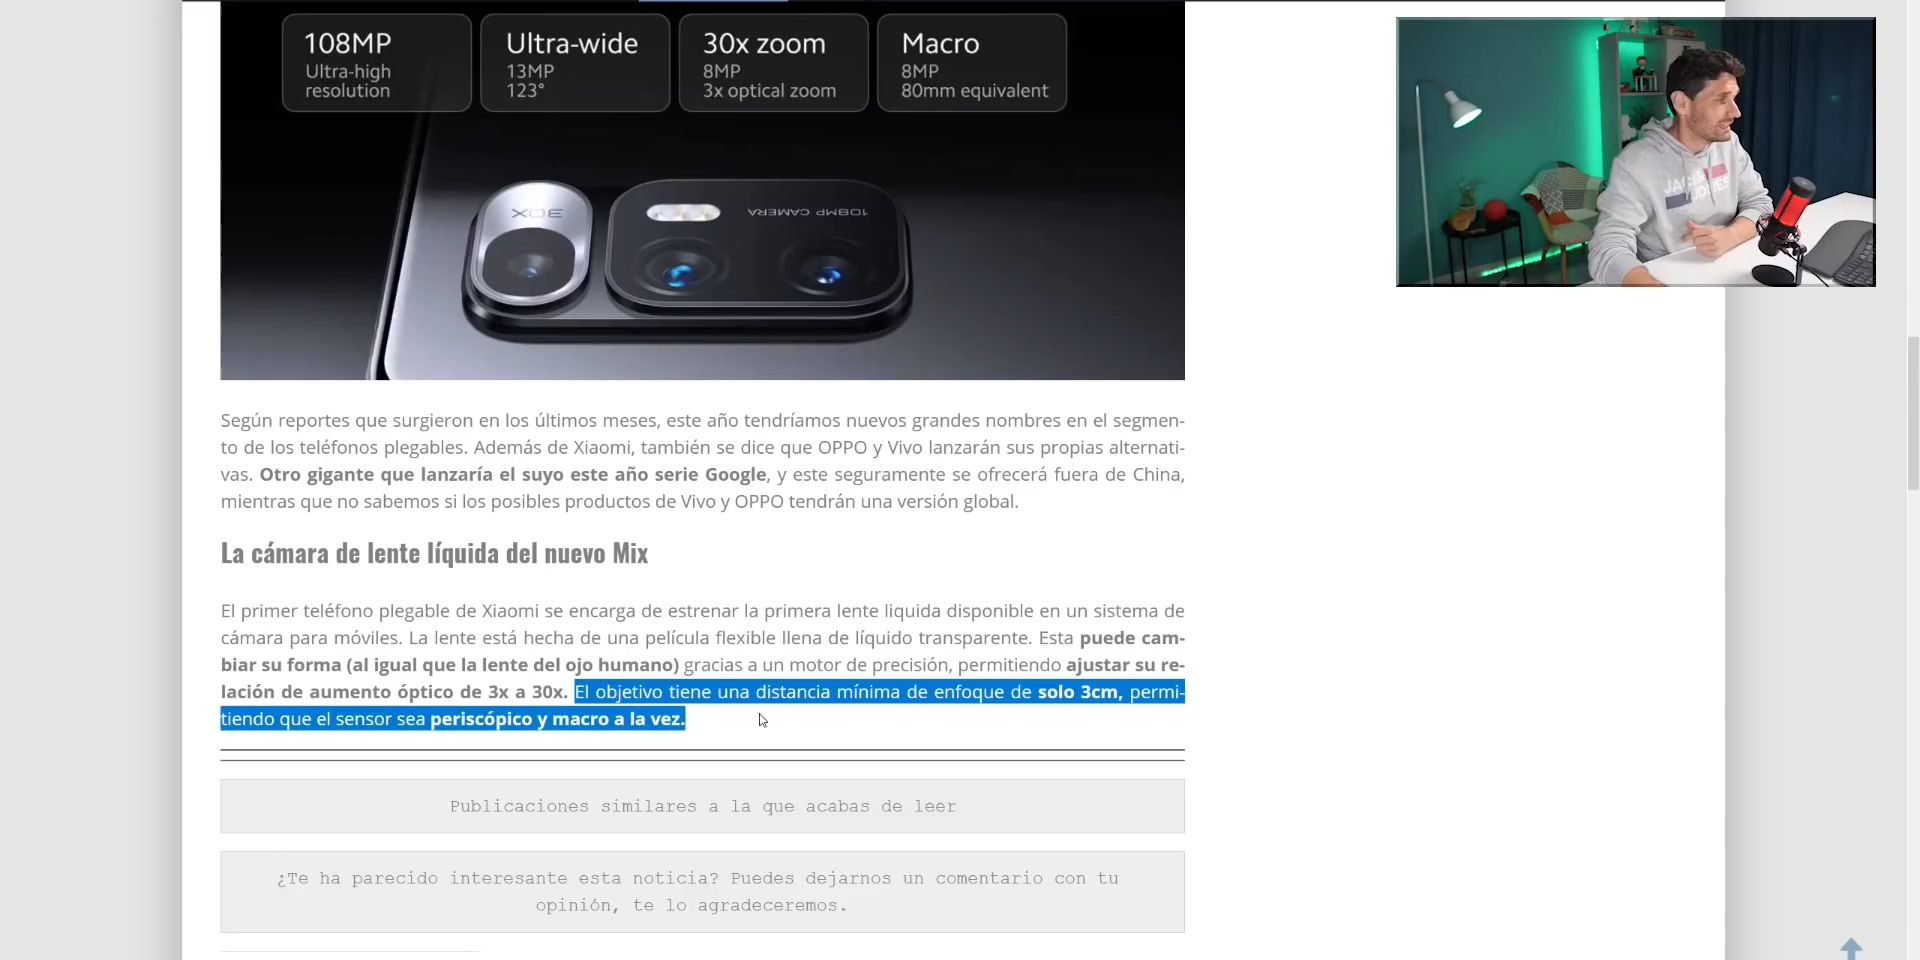 108MP
Ultra-high
resolution
Ultra-wide
13MP
123°
30x zoom
8MP
3x optical zoom
Macro
8MP
80mm equivalent
30X
108MP CAMERA
Según reportes que surgieron en los últimos meses, este año tendríamos nuevos grandes nombres en el segmen-
to de los teléfonos plegables. Además de Xiaomi, también se dice que OPPO y Vivo lanzarán sus propias alternati-
vas. Otro gigante que lanzaría el suyo este año serie Google, y este seguramente se ofrecerá fuera de China,
mientras que no sabemos si los posibles productos de Vivo y OPPO tendrán una versión global.
La cámara de lente líquida del nuevo Mix
El primer teléfono plegable de Xiaomi se encarga de estrenar la primera lente liquida disponible en un sistema de
cámara para móviles. La lente está hecha de una película flexible llena de líquido transparente. Esta puede cam-
biar su forma (al igual que la lente del ojo humano) gracias a un motor de precisión, permitiendo ajustar su re-
lación de aumento óptico de 3x a 30x. El objetivo tiene una distancia mínima de enfoque de solo 3cm, permi-
tiendo que el sensor sea periscópico y macro a la vez.
Publicaciones similares a la que acabas de leer
¿Te ha parecido interesante esta noticia? Puedes dejarnos un comentario con tu
opinión, te lo agradeceremos.